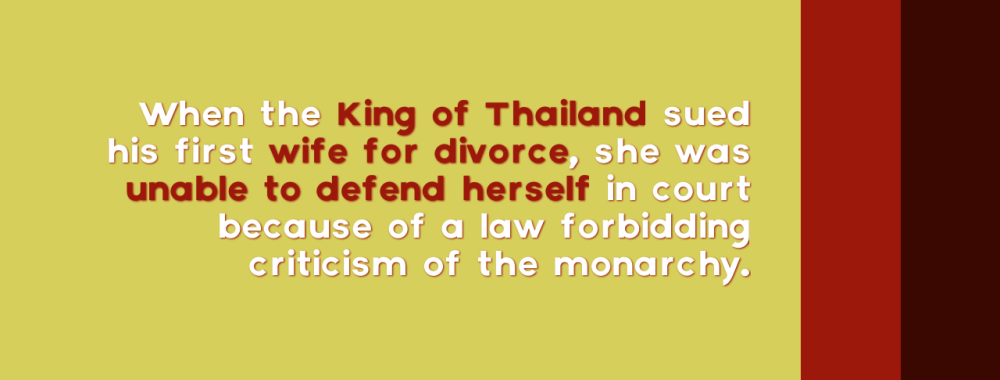 When the King of Thailand sued
his first wife for divorce, she was
unable to defend herself in court
because of a law forbidding
criticism of the monarchy.